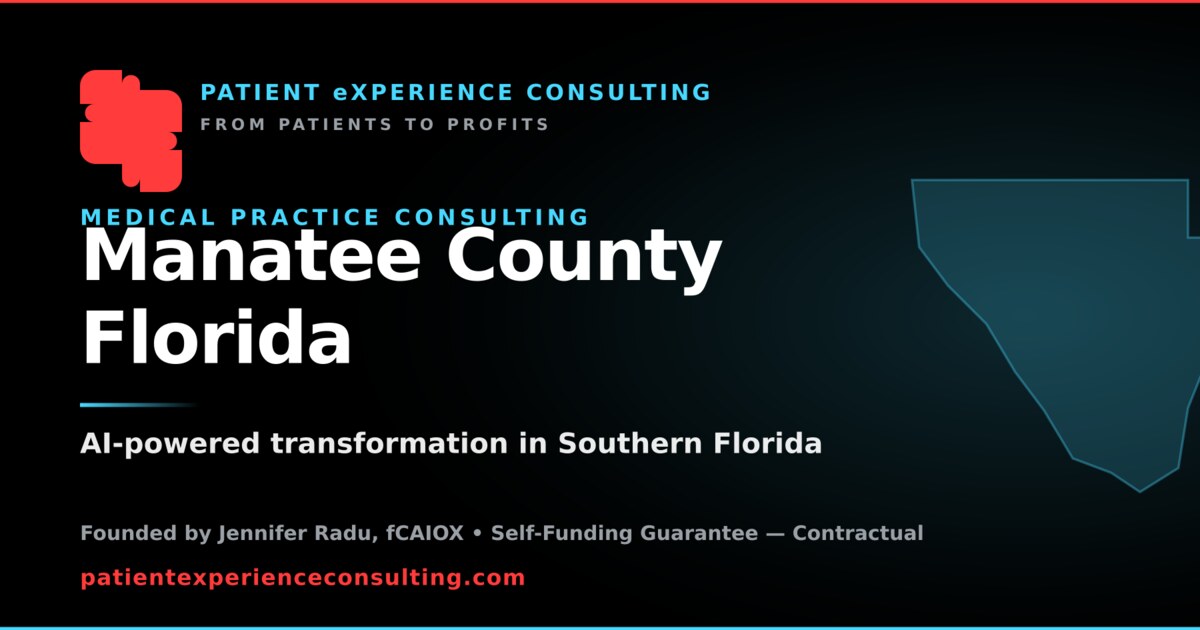 PATIENT eXPERIENCE CONSULTING
FROM PATIENTS TO PROFITS
MEDICAL PRACTICE CONSULTING
Manatee County
Florida
AI-powered transformation in Southern Florida
Founded by Jennifer Radu, fCAIOX • Self-Funding Guarantee — Contractual
patientexperienceconsulting.com